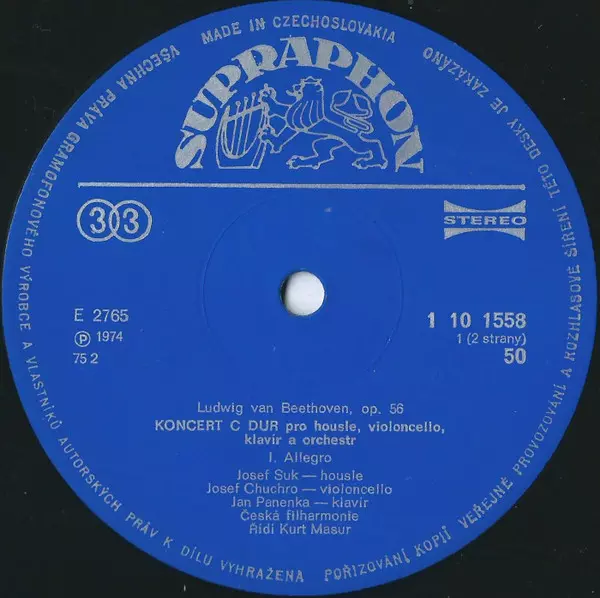 MADE IN CZECHOSLOVAKIA
SUPRAPHON
VŠECHNA PRÁVA GRAMOFONOVÉHO VÝROBCE A VLASTNÍKŮ AUTORSKÝCH PRÁV K DÍLU VYHRAŽENA
POŘIZOVÁNÍ KOPIÍ VEŘEJNÉ PROVOZOVÁNÍ A ROZHLASOVÉ ŠÍŘENÍ TÉTO DESKY JE ZAKÁZÁNO
33
STEREO
E 2765
℗ 1974
75 2
1 10 1558
1 (2 strany)
50
Ludwig van Beethoven, op. 56
KONCERT C DUR pro housle, violoncello,
klavír a orchestr
I. Allegro
Josef Suk — housle
Josef Chuchro — violoncello
Jan Panenka — klavír
Česká filharmonie
Řídí Kurt Masur